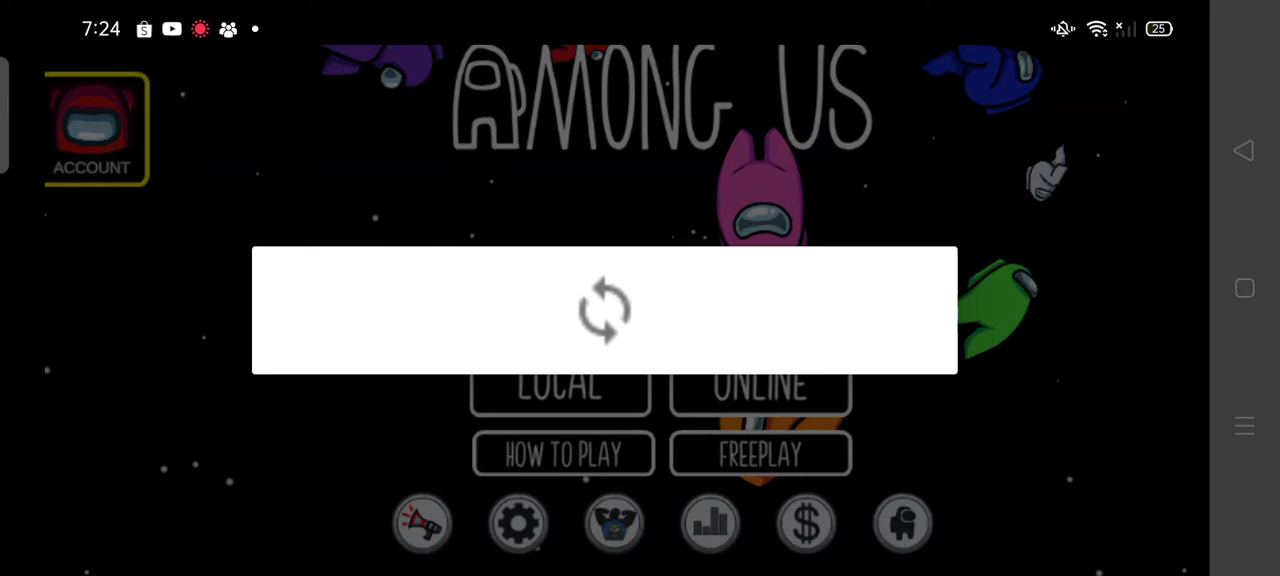 7:24
25
AMONG US
ACCOUNT
LOCAL
ONLINE
HOW TO PLAY
FREEPLAY
$